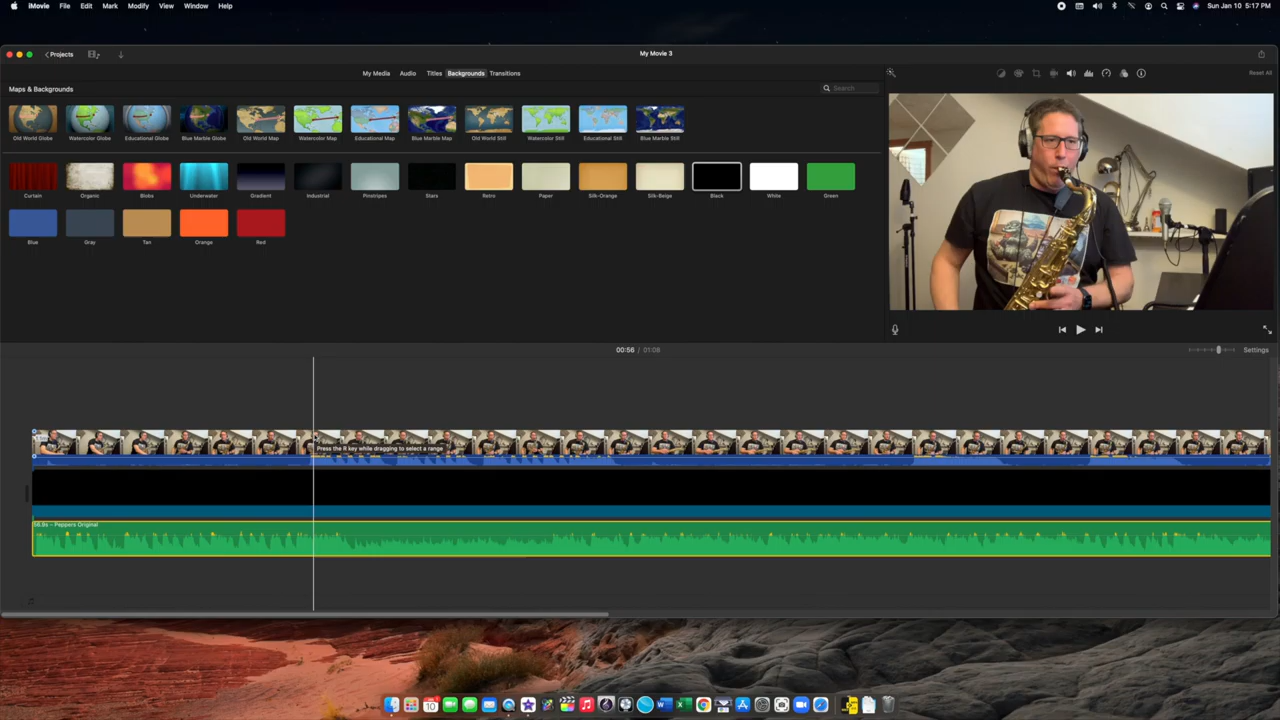 iMovie File Edit Mark Modify View Window Help
Sun Jan 10 5:17 PM
Projects
My Movie 3
My Media Audio Titles Backgrounds Transitions
Reset All
Maps & Backgrounds
Search
Old World Globe Watercolor Globe Educational Globe Blue Marble Globe Old World Map Watercolor Map Educational Map Blue Marble Map Old World Still Watercolor Still Educational Still Blue Marble Still
Curtain Organic Blobs Underwater Gradient Industrial Pinstripes Stars Retro Paper Silk-Orange Silk-Beige Black White Green
Blue Gray Tan Orange Red
00:56 / 01:08
Settings
Press the R key while dragging to select a range
Peppers Original